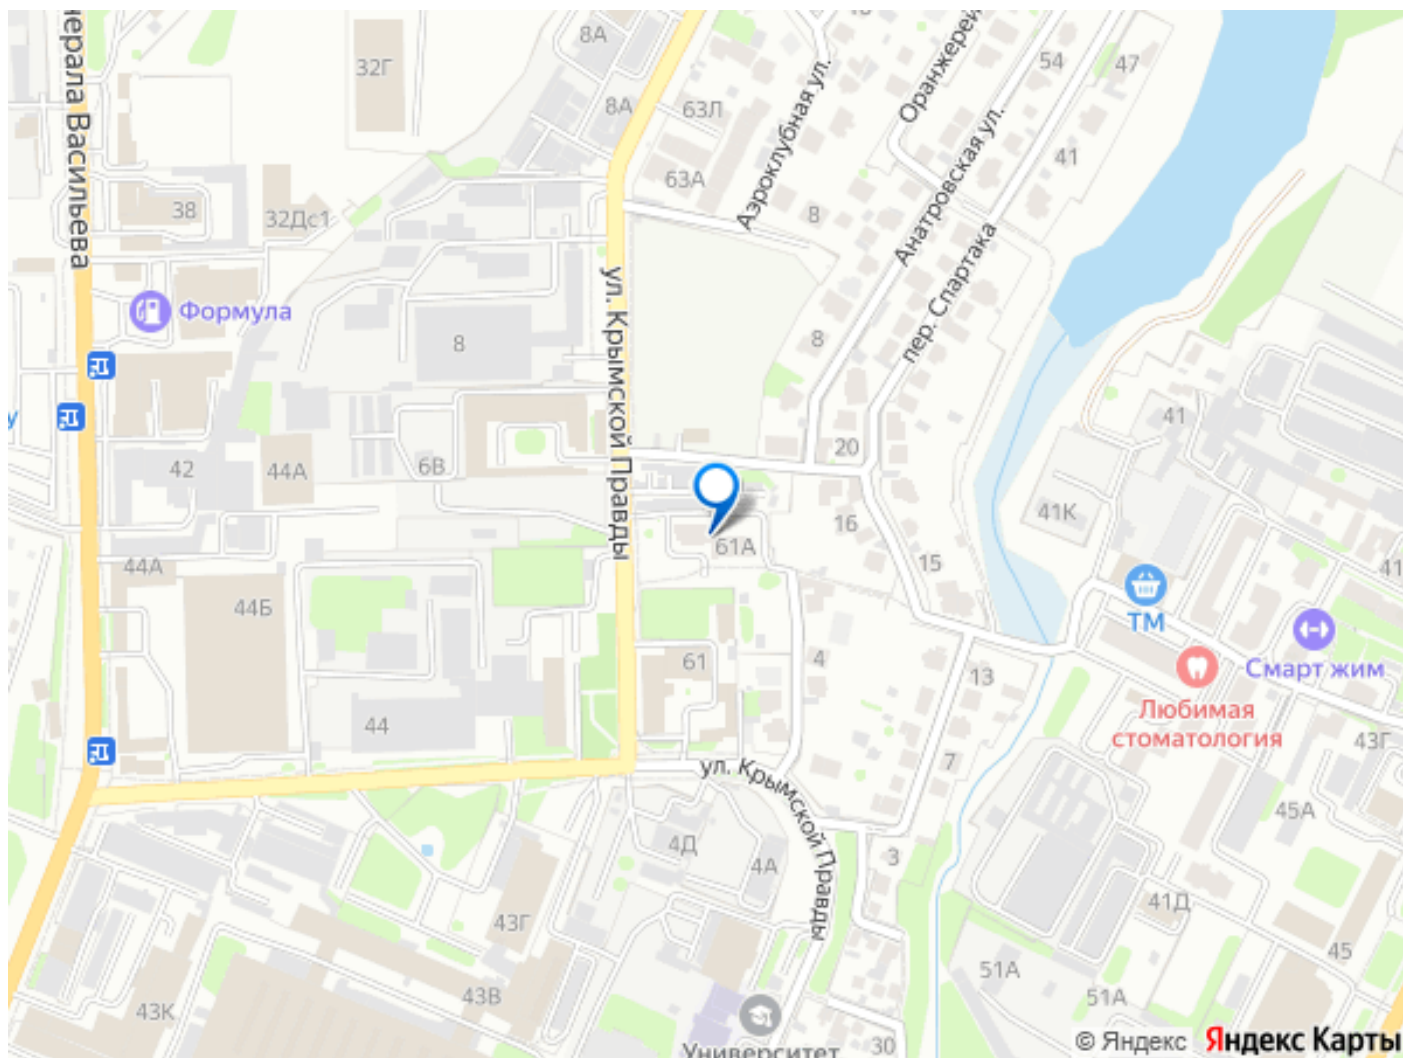 нерала Васильева
32Г
8А
8А
63Л
63А
Аэроклубная ул.
Оранжерей
54
47
Анатровская ул.
41
38
32Дс1
8
пер. Спартака
Формула
ул. Крымской Правды
8
8
у
42
44А
6В
20
41
41К
16
61А
15
44А
44Б
ТМ
41
Смарт жим
61
4
13
Любимая
стоматология
44
7
43Г
ул. Крымской Правды
45А
4Д
4А
3
43Г
41Д
45
43К
43В
51А
51А
Университет
30
© Яндекс
Яндекс Карты